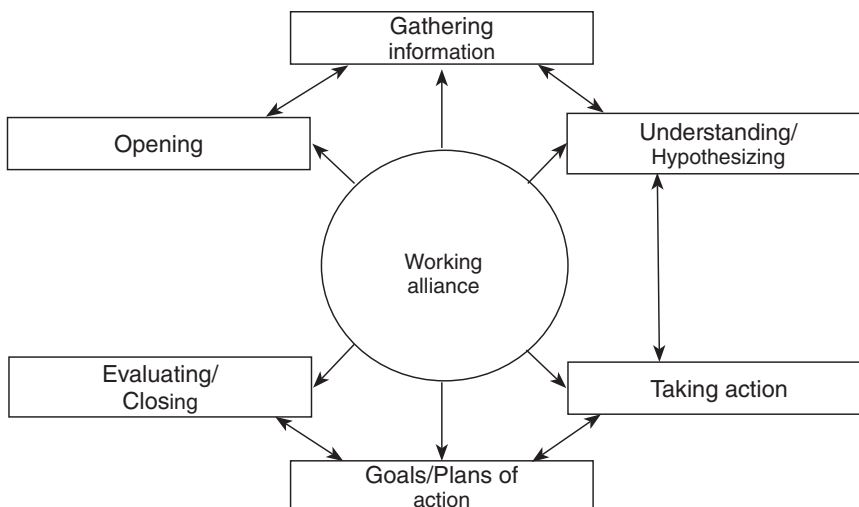 Gathering
information
Opening
Understanding/
Hypothesizing
Working
alliance
Evaluating/
Closing
Taking action
Goals/Plans of
action